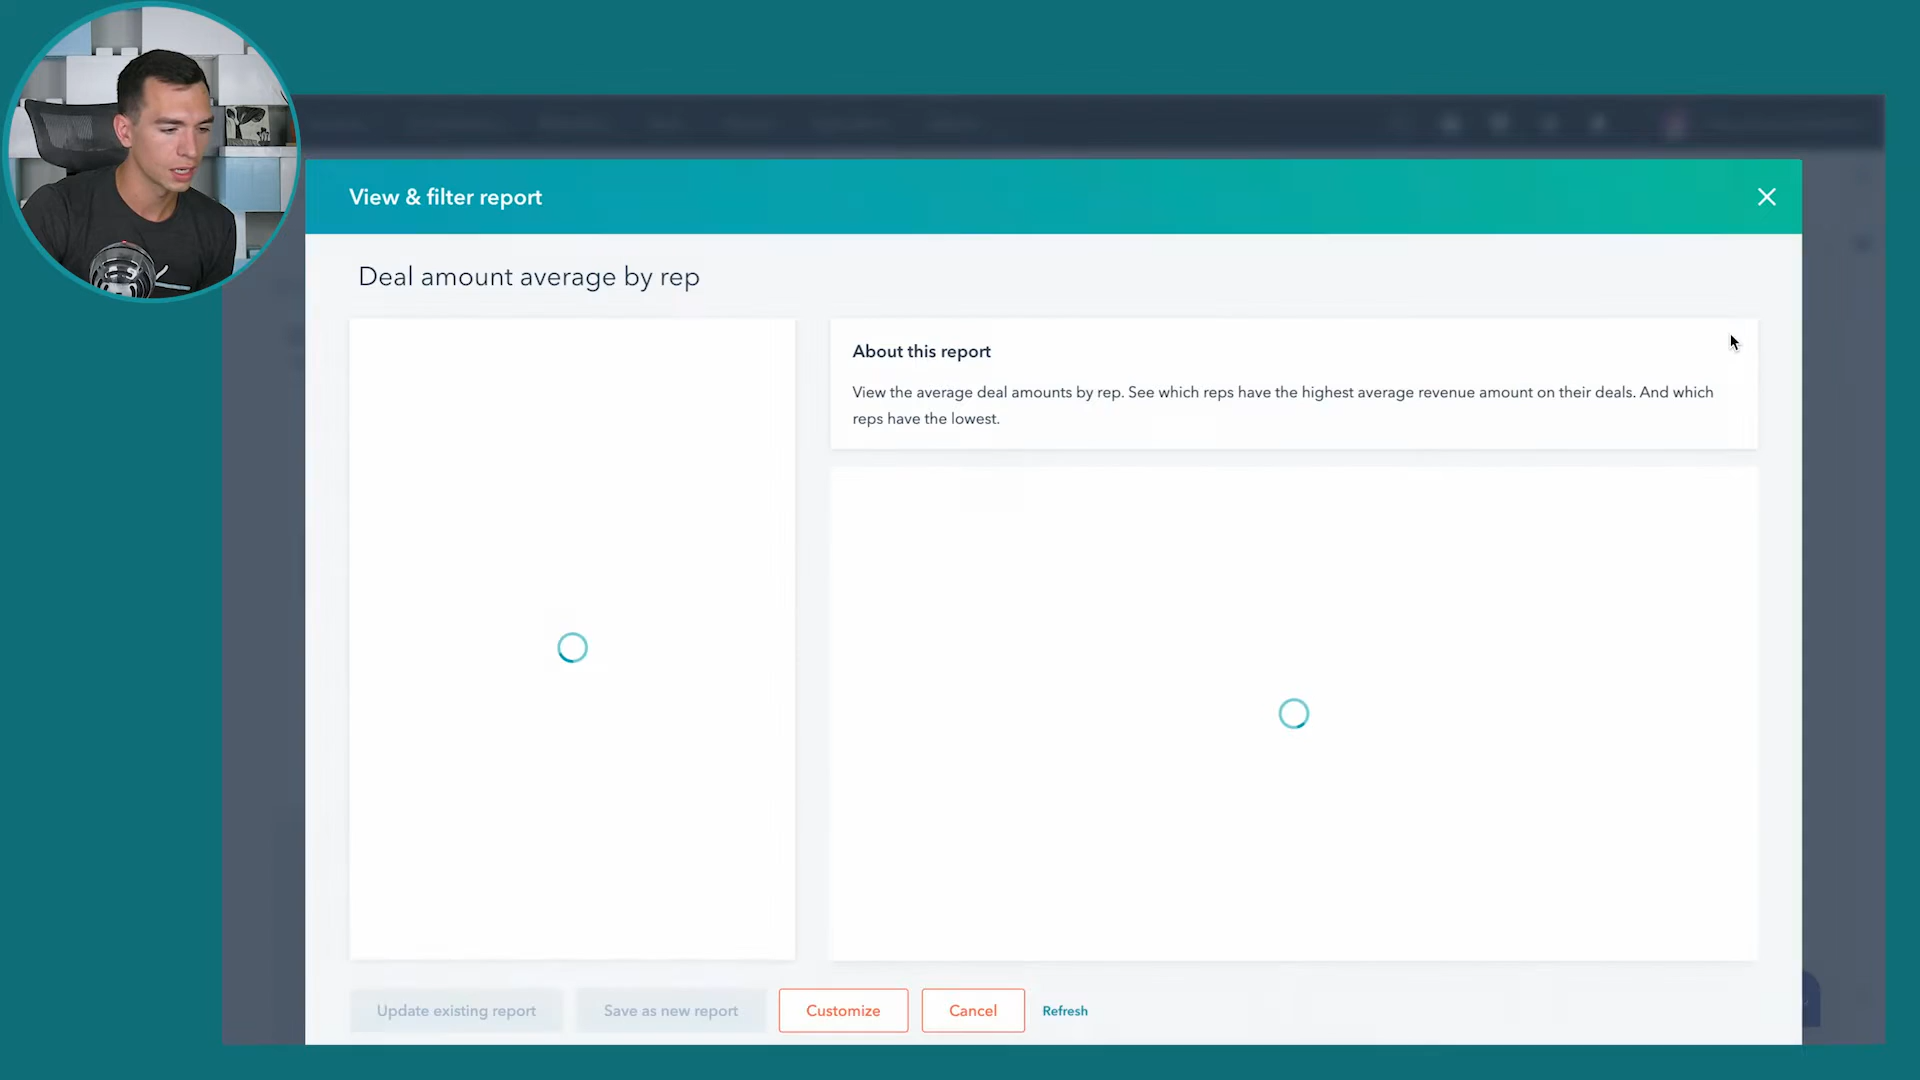 View & filter report
Deal amount average by rep
About this report
View the average deal amounts by rep. See which reps have the highest average revenue amount on their deals. And which
reps have the lowest.
Update existing report
Save as new report
Customize
Cancel
Refresh